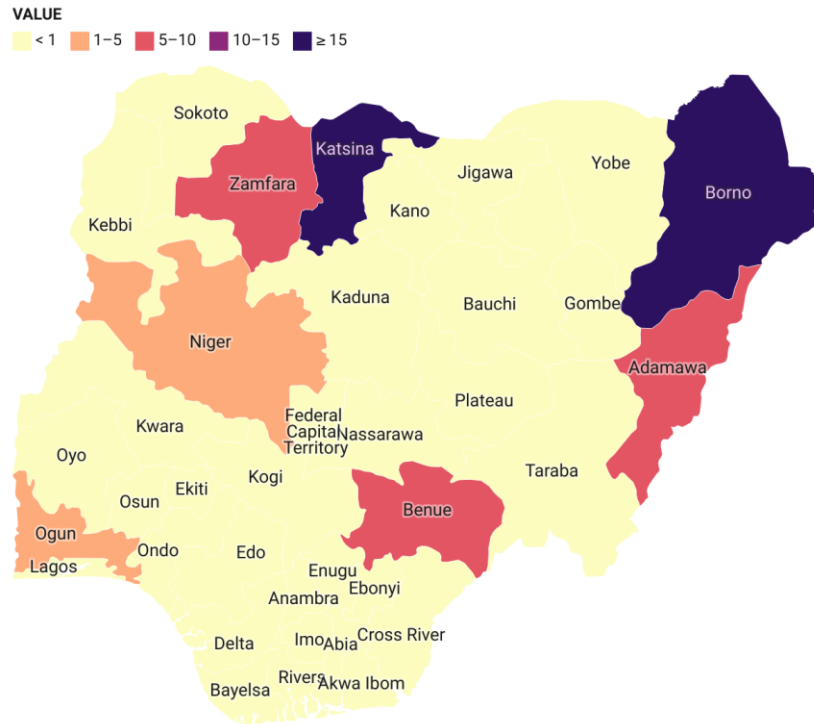 VALUE
< 1 1–5 5–10 10–15 ≥ 15
Sokoto
Katsina
Jigawa
Yobe
Zamfara
Borno
Kano
Kebbi
Kaduna
Bauchi
Gombe
Niger
Adamawa
Plateau
Federal
Capital
Territory
Nassarawa
Kwara
Oyo
Kogi
Taraba
Ekiti
Osun
Benue
Ogun
Ondo
Edo
Lagos
Enugu
Ebonyi
Anambra
Cross River
Delta
Imo
Abia
Rivers
Akwa Ibom
Bayelsa